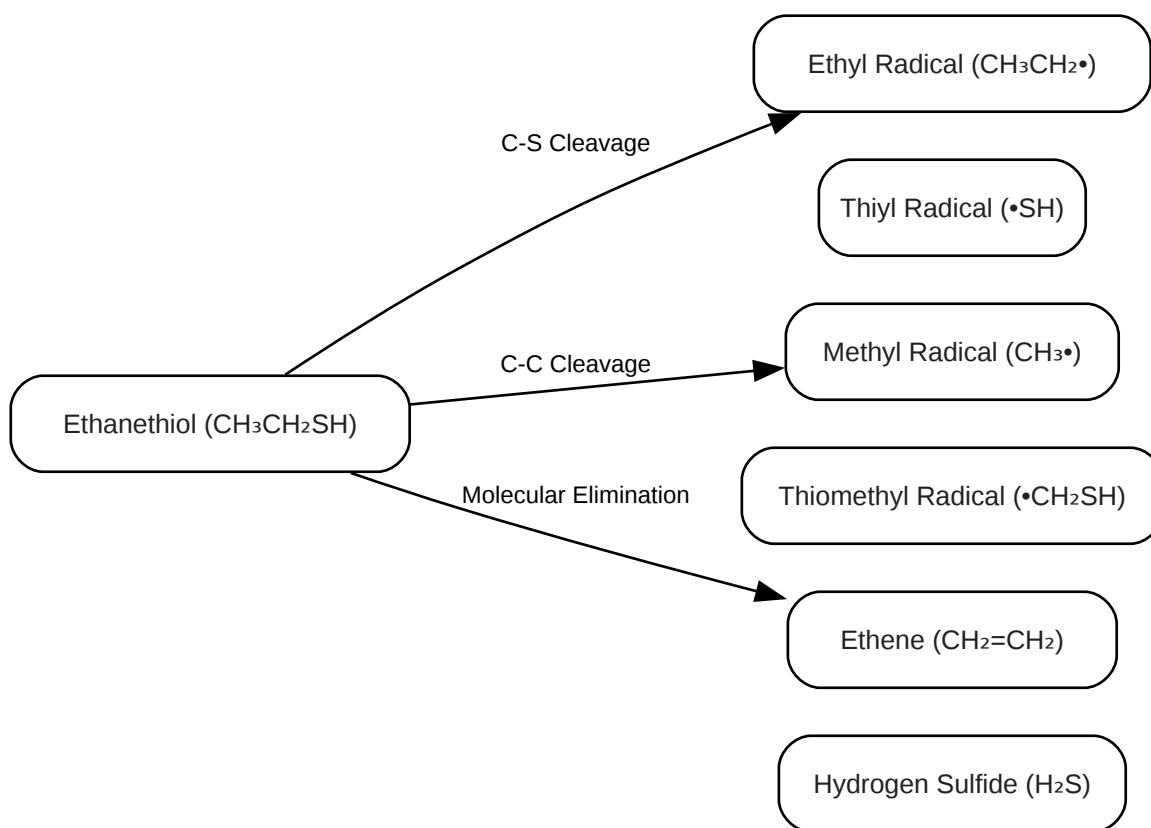 Ethyl Radical (CH₃CH₂•)
C-S Cleavage
Thiyl Radical (•SH)
Methyl Radical (CH₃•)
C-C Cleavage
Ethanethiol (CH₃CH₂SH)
Molecular Elimination
Thiomethyl Radical (•CH₂SH)
Ethene (CH₂=CH₂)
Hydrogen Sulfide (H₂S)